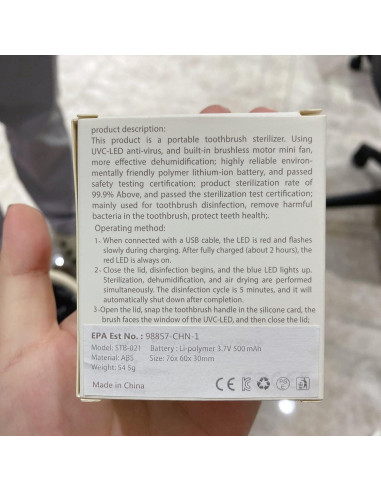 product description:
This product is a portable toothbrush sterilizer. Using
UVC-LED anti-virus, and built-in brushless motor mini fan,
more effective dehumidification; highly reliable environ-
mentally friendly polymer lithium-ion battery, and passed
safety testing certification; product sterilization rate of
99.9% Above, and passed the sterilization test certification;
mainly used for toothbrush disinfection, remove harmful
bacteria in the toothbrush, protect teeth health;.
Operating method:
1、When connected with a USB cable, the LED is red and flashes
slowly during charging. After fully charged (about 2 hours), the
red LED is always on.
2、Close the lid, disinfection begins, and the blue LED lights up.
Sterilization, dehumidification, and air drying are performed
simultaneously. The disinfection cycle is 5 minutes, and it will
automatically shut down after completion.
3、Open the lid, snap the toothbrush handle in the silicone card, the
brush faces the window of the UVC-LED, and then close the lid;
EPA Est No. : 98857-CHN-1
Model: STB-021 Battery : Li-polymer 3.7V 500 mAh
Material: ABS Size: 76x 60x 30mm
Weight: 54.5g
Made in China
CE